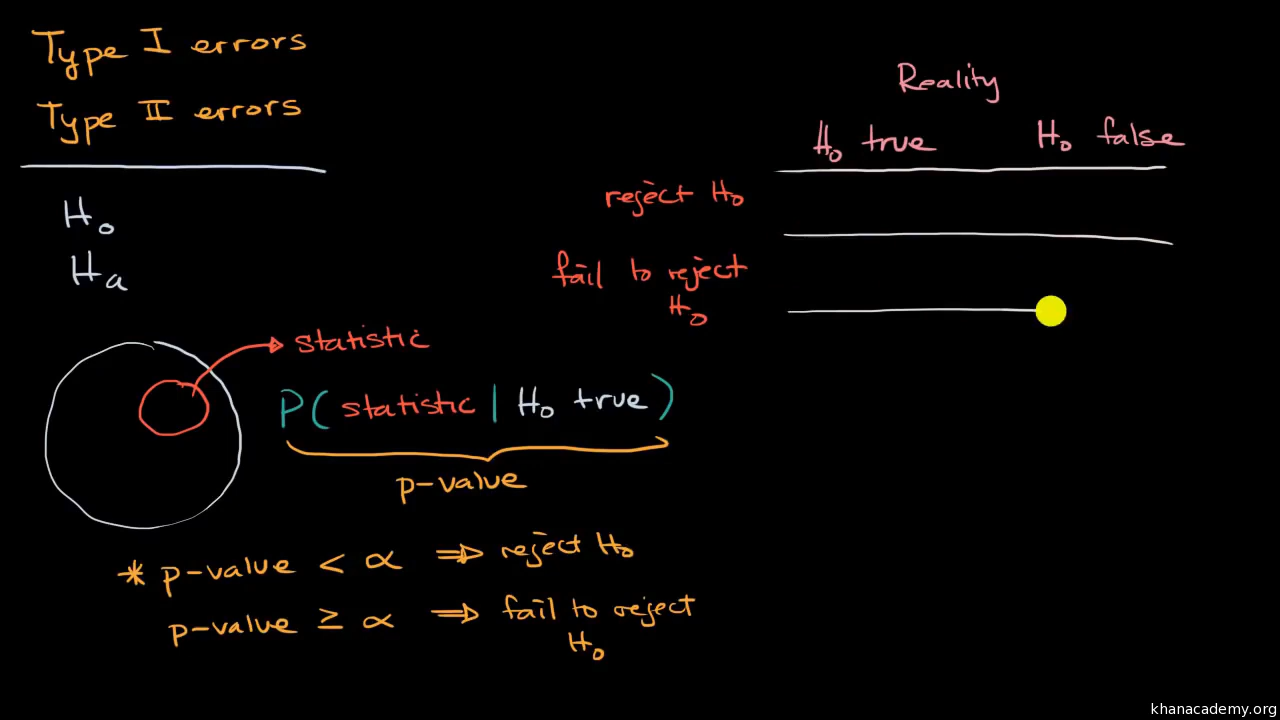 Type I errors
Type II errors
H₀
Hₐ
statistic
P( statistic | H₀ true )
p-value
* p-value < α ⇒ reject H₀
p-value ≥ α ⇒ fail to reject
H₀
Reality
H₀ true H₀ false
reject H₀
fail to reject
H₀
khanacademy.org